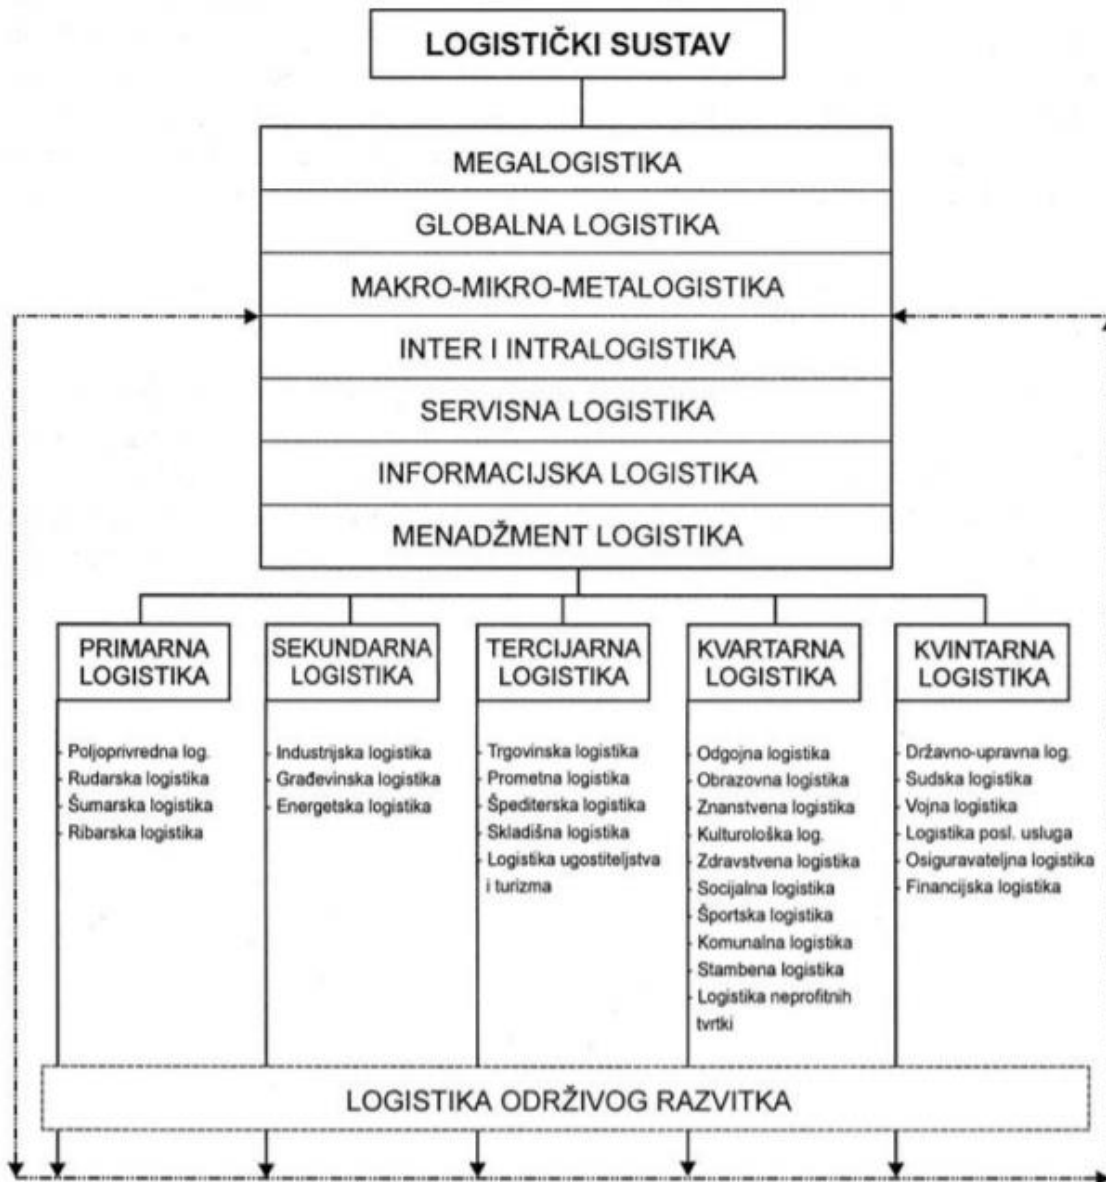 LOGISTIČKI SUSTAV
MEGALOGISTIKA
GLOBALNA LOGISTIKA
MAKRO-MIKRO-METALOGISTIKA
INTER I INTRALOGISTIKA
SERVISNA LOGISTIKA
INFORMACIJSKA LOGISTIKA
MENADŽMENT LOGISTIKA
PRIMARNA
LOGISTIKA
- Poljoprivredna log.
- Rudarska logistika
- Šumarska logistika
- Ribarska logistika
SEKUNDARNA
LOGISTIKA
- Industrijska logistika
- Građevinska logistika
- Energetska logistika
TERCIJARNA
LOGISTIKA
- Trgovinska logistika
- Prometna logistika
- Špediterska logistika
- Skladišna logistika
- Logistika ugostiteljstva
i turizma
KVARTARNA
LOGISTIKA
- Odgojna logistika
- Obrazovna logistika
- Znanstvena logistika
- Kulturološka log.
- Zdravstvena logistika
- Socijalna logistika
- Športska logistika
- Komunalna logistika
- Stambena logistika
- Logistika neprofitnih
tvrtki
KVINTARNA
LOGISTIKA
- Državno-upravna log.
- Sudska logistika
- Vojna logistika
- Logistika posl. usluga
- Osiguravateljna logistika
- Financijska logistika
LOGISTIKA ODRŽIVOG RAZVITKA